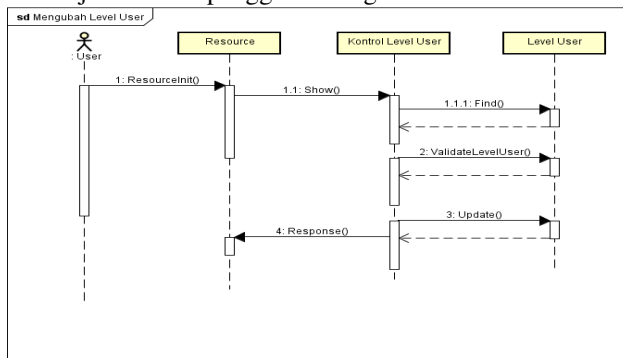 sd Mengubah Level User
: User
Resource
Kontrol Level User
Level User
1: ResourceInit()
1.1: Show()
1.1.1: Find()
2: ValidateLevelUser()
3: Update()
4: Response()